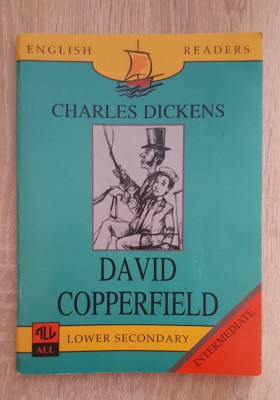 ENGLISH READERS
CHARLES DICKENS
DAVID
COPPERFIELD
ALL
LOWER SECONDARY
INTERMEDIATE